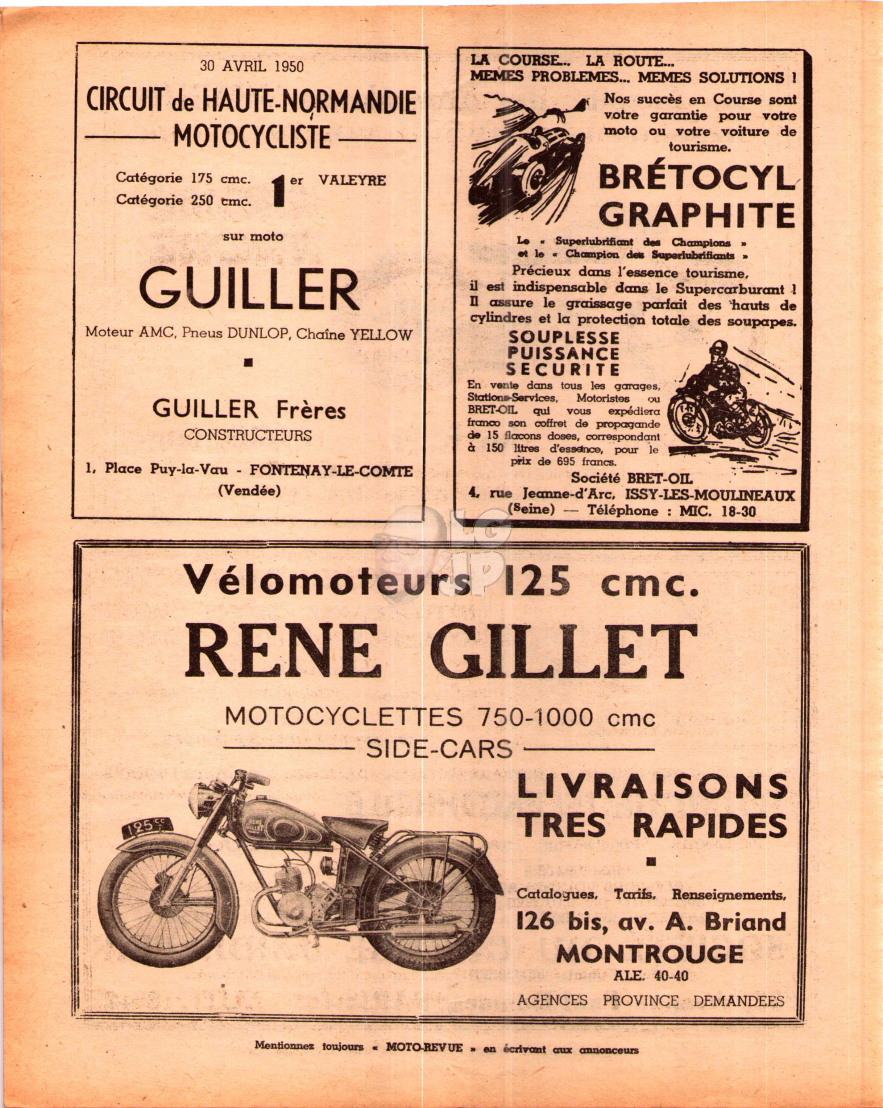 30 AVRIL 1950
CIRCUIT de HAUTE-NORMANDIE
MOTOCYCLISTE
Catégorie 175 cmc.
Catégorie 250 cmc.
1er VALEYRE
sur moto
GUILLER
Moteur AMC, Pneus DUNLOP, Chaîne YELLOW
GUILLER Frères
CONSTRUCTEURS
1, Place Puy-la-Vau - FONTENAY-LE-COMTE
(Vendée)
LA COURSE... LA ROUTE...
MEMES PROBLEMES... MEMES SOLUTIONS !
Nos succès en Course sont
votre garantie pour votre
moto ou votre voiture de
tourisme.
BRÉTOCYL
GRAPHITE
Le « Superlubrifiant des Champions »
et le « Champion des Superlubrifiants »
Précieux dans l'essence tourisme,
il est indispensable dans le Supercarburant !
Il assure le graissage parfait des hauts de
cylindres et la protection totale des soupapes.
SOUPLESSE
PUISSANCE
SECURITE
En vente dans tous les garages,
Stations-Services, Motoristes ou
BRET-OIL qui vous expédiera
franco son coffret de propagande
de 15 flacons doses, correspondant
à 150 litres d'essence, pour le
prix de 695 francs.
Société BRET-OIL
4, rue Jeanne-d'Arc, ISSY-LES-MOULINEAUX
(Seine) — Téléphone : MIC. 18-30
LG
JP
Vélomoteurs 125 cmc.
RENE GILLET
MOTOCYCLETTES 750-1000 cmc
SIDE-CARS
125cc
RENE
GILLET
LIVRAISONS
TRES RAPIDES
Catalogues, Tarifs, Renseignements,
126 bis, av. A. Briand
MONTROUGE
ALE. 40-40
AGENCES PROVINCE DEMANDEES
Mentionnez toujours « MOTO-REVUE » en écrivant aux annonceurs